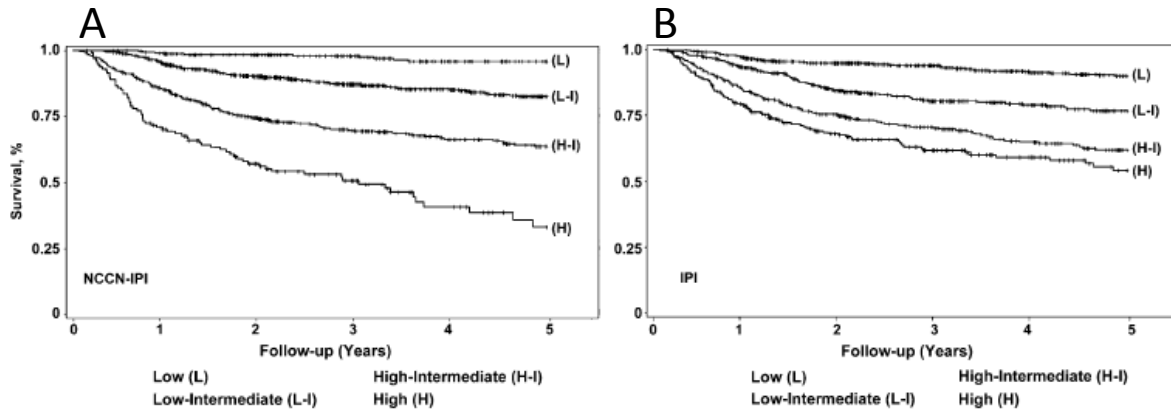 A
1.0
0.75
0.5
0.25
0
Survival, %
(L)
(L-I)
(H-I)
(H)
NCCN-IPI
0 1 2 3 4 5
Follow-up (Years)
Low (L) High-Intermediate (H-I)
Low-Intermediate (L-I) High (H)
B
1.0
0.75
0.5
0.25
0
(L)
(L-I)
(H-I)
(H)
IPI
0 1 2 3 4 5
Follow-up (Years)
Low (L) High-Intermediate (H-I)
Low-Intermediate (L-I) High (H)